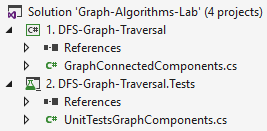 Solution 'Graph-Algorithms-Lab' (4 projects)
C# 1. DFS-Graph-Traversal
References
C# GraphConnectedComponents.cs
2. DFS-Graph-Traversal.Tests
References
C# UnitTestsGraphComponents.cs